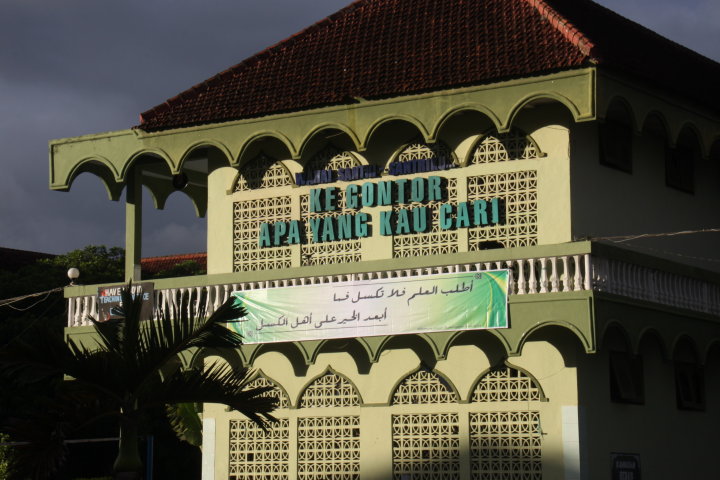 KE GONTOR
APA YANG KAU CARI
أطلب العلم فلا تكسل فما
أبعد الخير على أهل الكسل